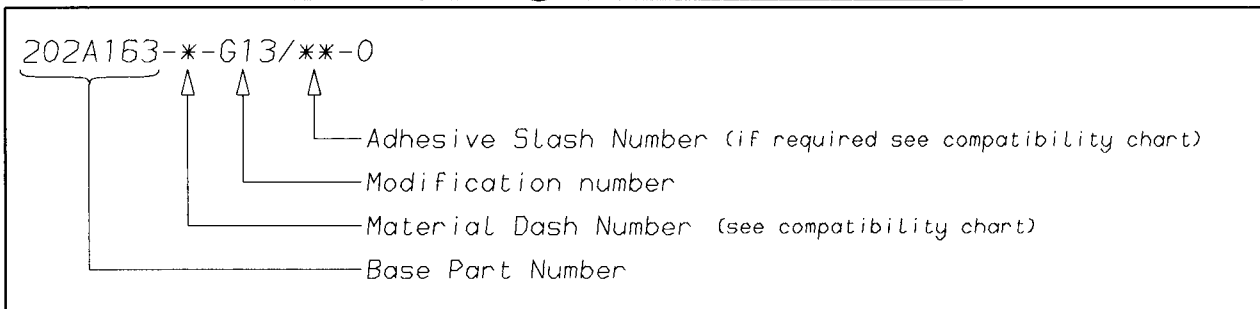 202A163-*-G13/**-0
Adhesive Slash Number (if required see compatibility chart)
Modification number
Material Dash Number (see compatibility chart)
Base Part Number